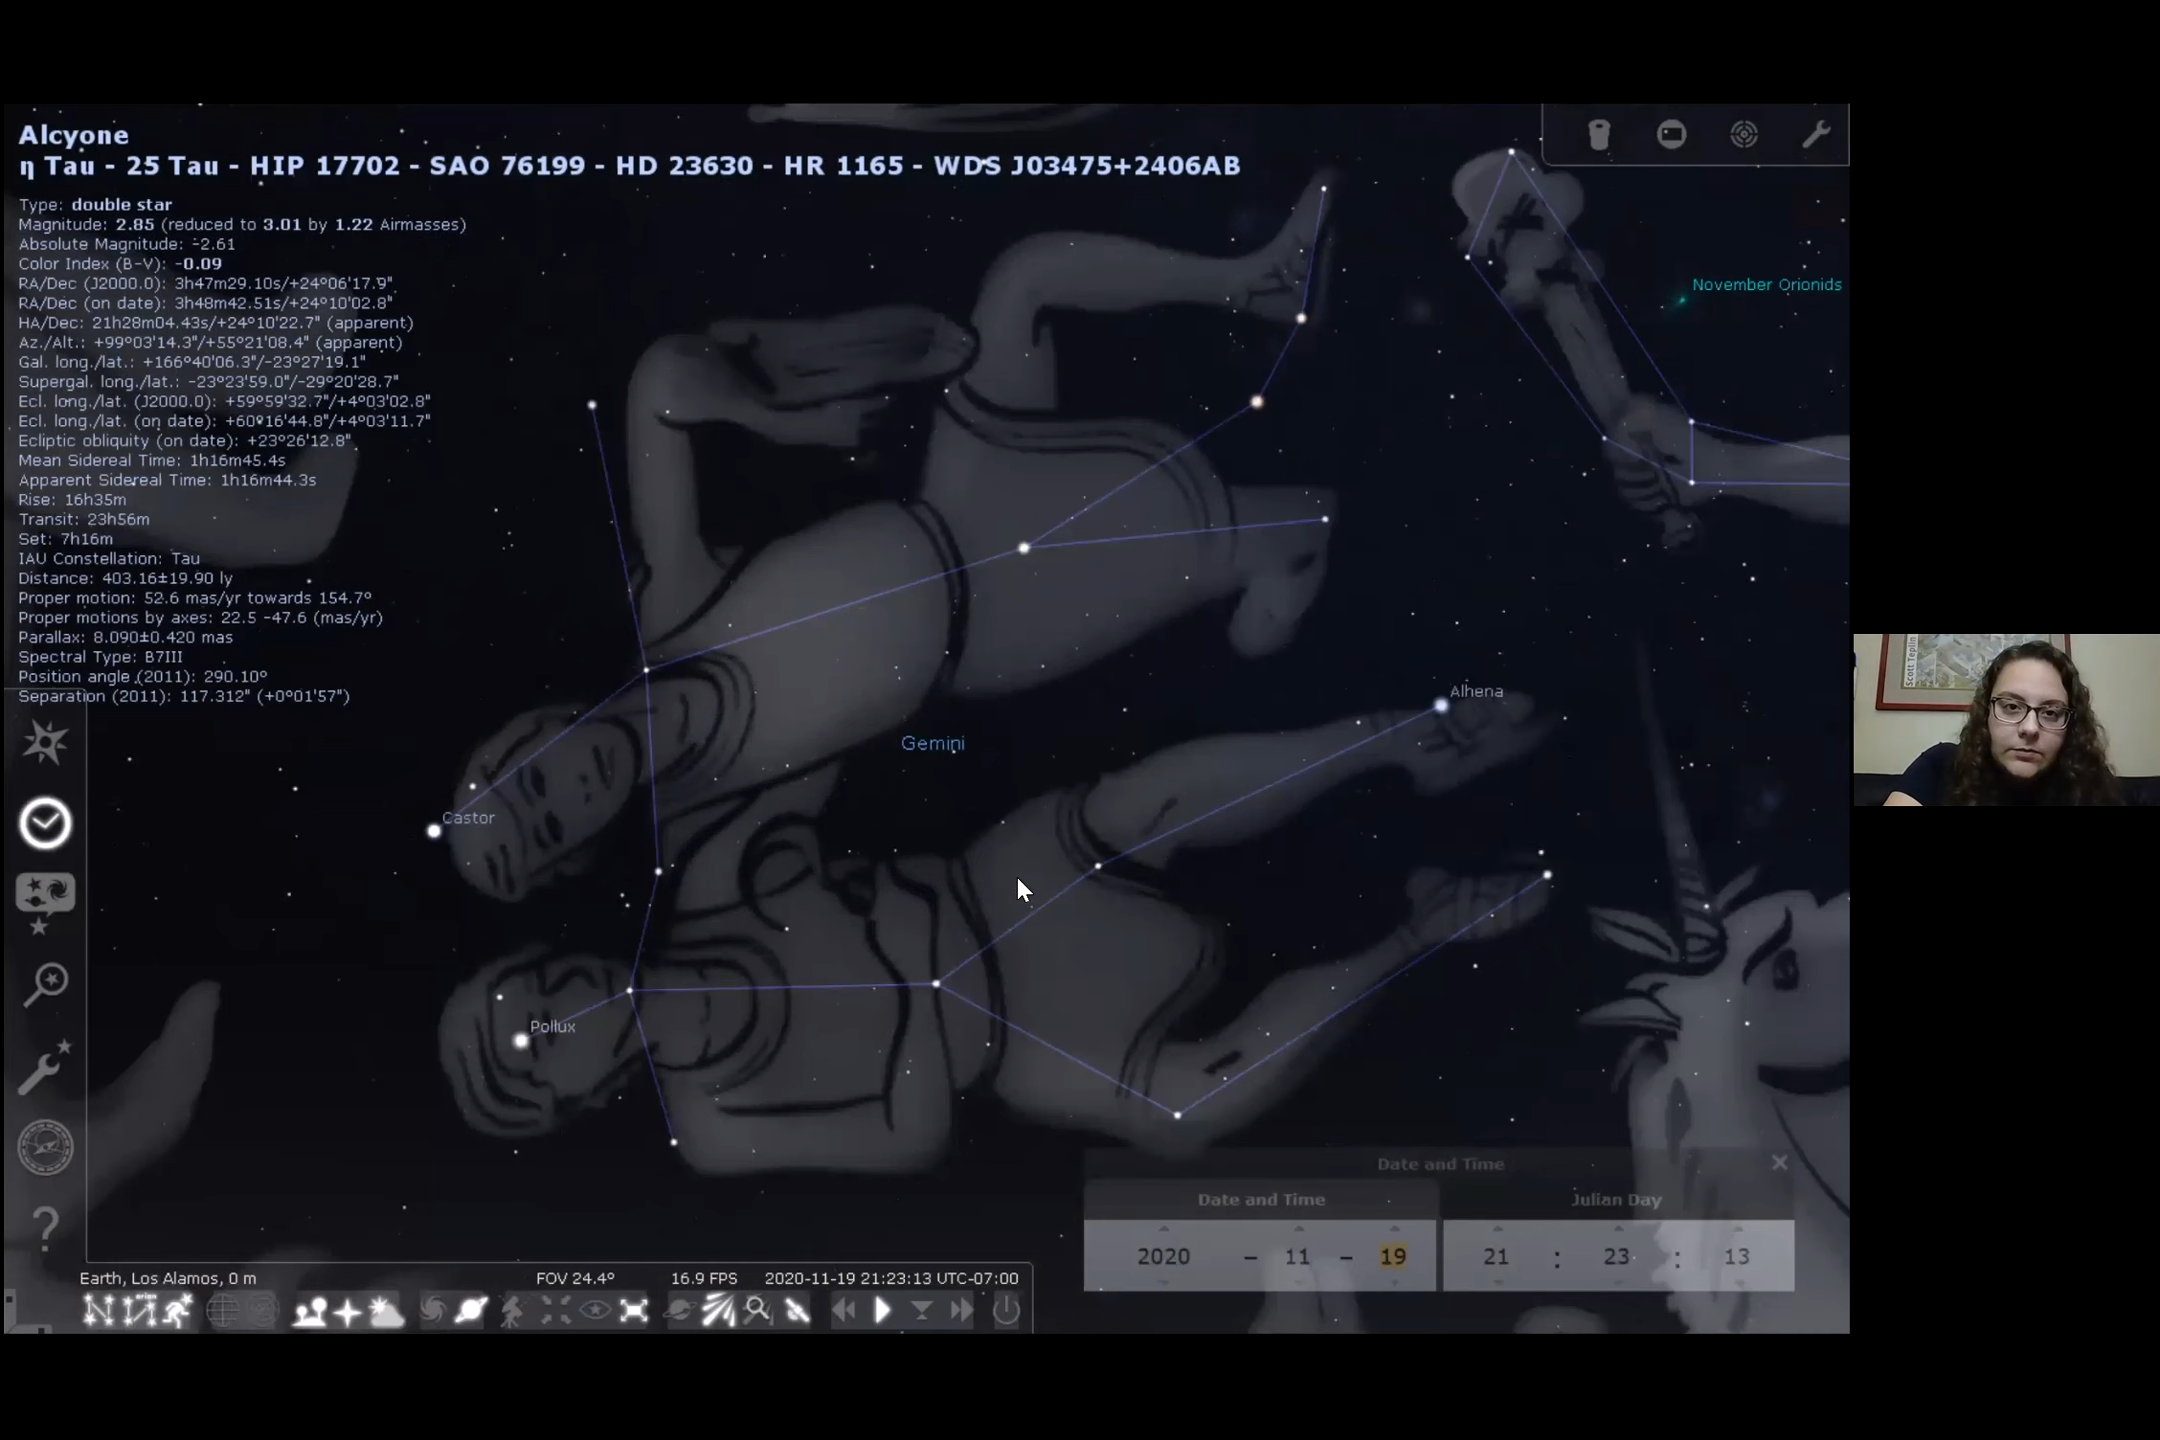 Alcyone
η Tau - 25 Tau - HIP 17702 - SAO 76199 - HD 23630 - HR 1165 - WDS J03475+2406AB
Type: double star
Magnitude: 2.85 (reduced to 3.01 by 1.22 Airmasses)
Absolute Magnitude: -2.61
Color Index (B-V): -0.09
RA/Dec (J2000.0): 3h47m29.10s/+24°06'17.9"
RA/Dec (on date): 3h48m42.51s/+24°10'02.8"
HA/Dec: 21h28m04.43s/+24°10'22.7" (apparent)
Az./Alt.: +99°03'14.3"/+55°21'08.4" (apparent)
Gal. long./lat.: +166°40'06.3"/-23°27'19.1"
Supergal. long./lat.: -23°23'59.0"/-29°20'28.7"
Ecl. long./lat. (J2000.0): +59°59'32.7"/+4°03'02.8"
Ecl. long./lat. (on date): +60°16'44.8"/+4°03'11.7"
Ecliptic obliquity (on date): +23°26'12.8"
Mean Sidereal Time: 1h16m45.4s
Apparent Sidereal Time: 1h16m44.3s
Rise: 16h35m
Transit: 23h56m
Set: 7h16m
IAU Constellation: Tau
Distance: 403.16±19.90 ly
Proper motion: 52.6 mas/yr towards 154.7°
Proper motions by axes: 22.5 -47.6 (mas/yr)
Parallax: 8.090±0.420 mas
Spectral Type: B7III
Position angle (2011): 290.10°
Separation (2011): 117.312" (+0°01'57")
November Orionids
Alhena
Gemini
Castor
Pollux
Scott Teplin
Date and Time
Date and Time Julian Day
2020 - 11 - 19 21 : 23 : 13
Earth, Los Alamos, 0 m FOV 24.4° 16.9 FPS 2020-11-19 21:23:13 UTC-07:00